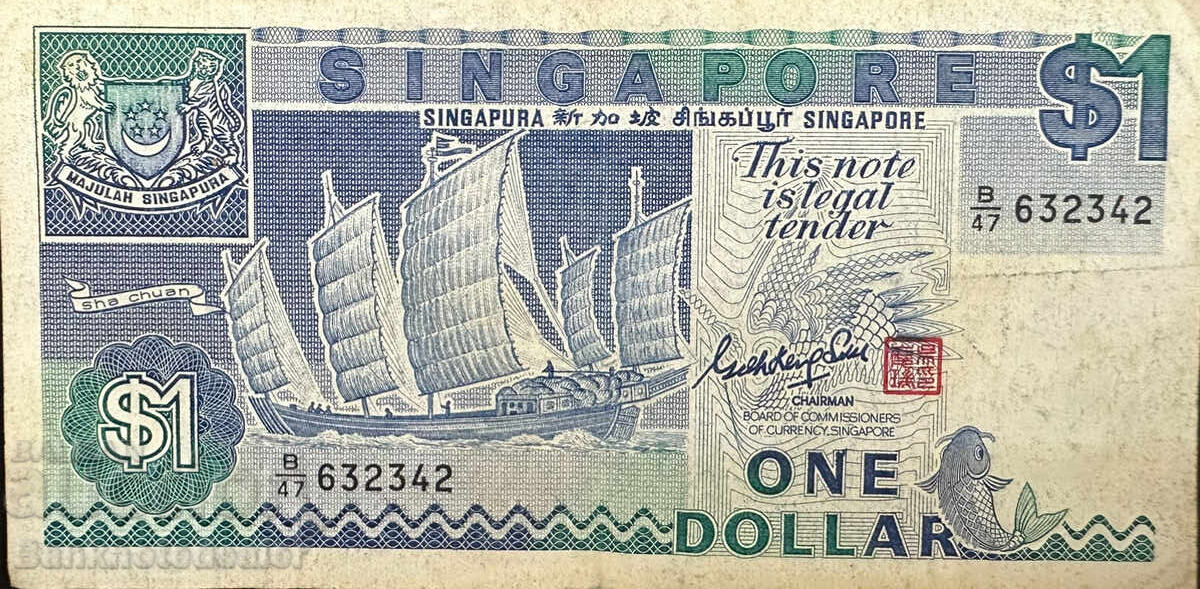 SINGAPORE
$1
SINGAPURA 新加坡 சிங்கப்பூர் SINGAPORE
MAJULAH SINGAPURA
This note
is legal
tender
B/47 632342
sha chuan
$1
CHAIRMAN
BOARD OF COMMISSIONERS
OF CURRENCY, SINGAPORE
B/47 632342
ONE
DOLLAR